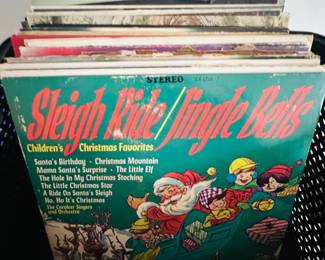 STEREO
Sleigh Ride/Jingle Bells
Children's Christmas Favorites
Santa's Birthday · Christmas Mountain
Mama Santa's Surprise · The Little Elf
The Hole In My Christmas Stocking
The Little Christmas Star
A Ride On Santa's Sleigh
Ho, Ho It's Christmas
The Caroleer Singers
and Orchestra